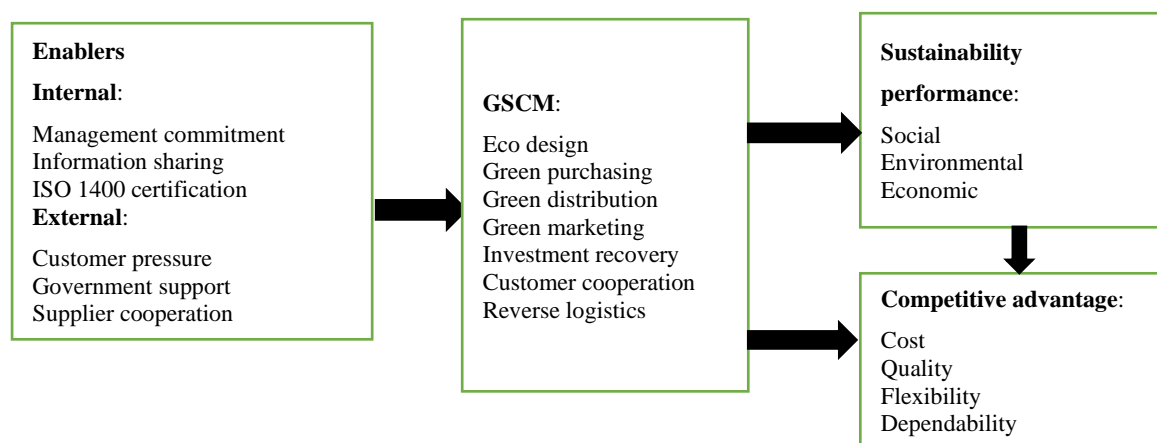 Enablers
Internal:
Management commitment
Information sharing
ISO 1400 certification
External:
Customer pressure
Government support
Supplier cooperation
GSCM:
Eco design
Green purchasing
Green distribution
Green marketing
Investment recovery
Customer cooperation
Reverse logistics
Sustainability
performance:
Social
Environmental
Economic
Competitive advantage:
Cost
Quality
Flexibility
Dependability